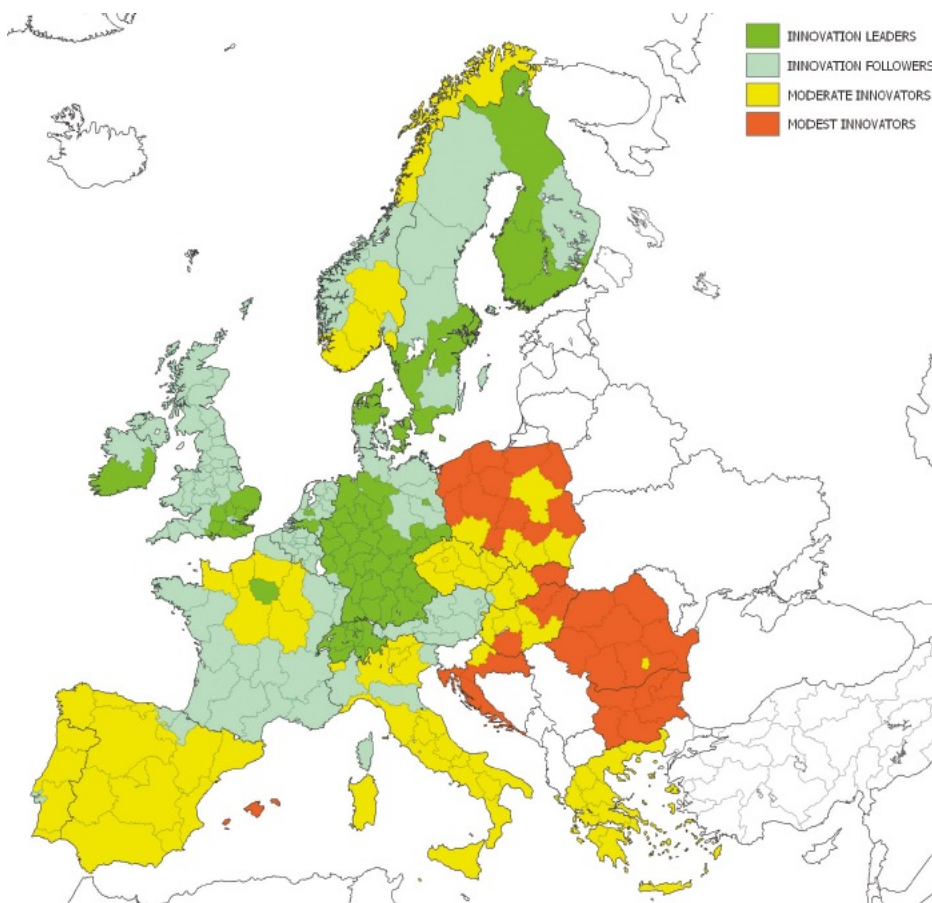 INNOVATION LEADERS
INNOVATION FOLLOWERS
MODERATE INNOVATORS
MODEST INNOVATORS